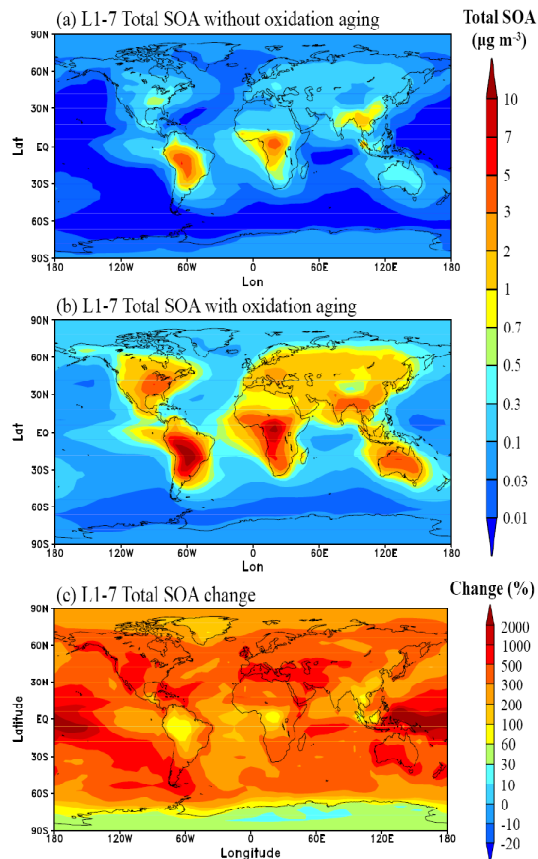 (a) L1-7 Total SOA without oxidation aging
Total SOA
(μg m⁻³)
90N
60N
30N
EQ
30S
60S
90S
Lat
180
120W
60W
0
60E
120E
180
Lon
10
7
5
3
2
1
0.7
0.5
0.3
0.1
0.01
(b) L1-7 Total SOA with oxidation aging
90N
60N
30N
EQ
30S
60S
90S
Lat
180
120W
60W
0
60E
120E
180
Lon
(c) L1-7 Total SOA change
Change (%)
90N
60N
30N
EQ
30S
60S
90S
Latitude
180
120W
60W
0
60E
120E
180
Longitude
2000
1000
500
300
200
100
60
30
10
-0
-10
-20